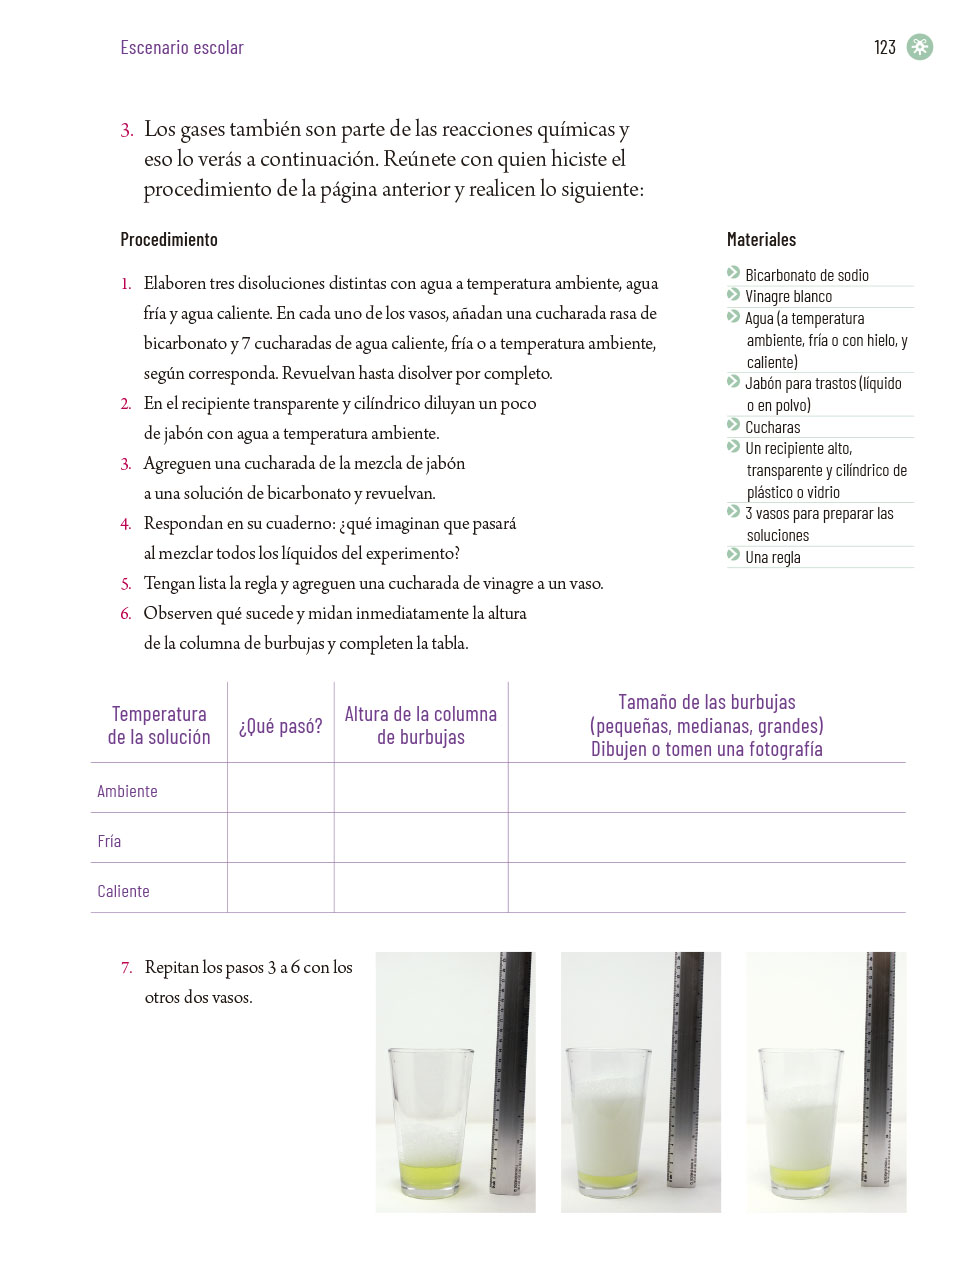 Escenario escolar
123
3. Los gases también son parte de las reacciones químicas y
eso lo verás a continuación. Reúnete con quien hiciste el
procedimiento de la página anterior y realicen lo siguiente:
Procedimiento
1. Elaboren tres disoluciones distintas con agua a temperatura ambiente, agua
fría y agua caliente. En cada uno de los vasos, añadan una cucharada rasa de
bicarbonato y 7 cucharadas de agua caliente, fría o a temperatura ambiente,
según corresponda. Revuelvan hasta disolver por completo.
2. En el recipiente transparente y cilíndrico diluyan un poco
de jabón con agua a temperatura ambiente.
3. Agreguen una cucharada de la mezcla de jabón
a una solución de bicarbonato y revuelvan.
4. Respondan en su cuaderno: ¿qué imaginan que pasará
al mezclar todos los líquidos del experimento?
5. Tengan lista la regla y agreguen una cucharada de vinagre a un vaso.
6. Observen qué sucede y midan inmediatamente la altura
de la columna de burbujas y completen la tabla.
Materiales
Bicarbonato de sodio
Vinagre blanco
Agua (a temperatura
ambiente, fría o con hielo, y
caliente)
Jabón para trastos (líquido
o en polvo)
Cucharas
Un recipiente alto,
transparente y cilíndrico de
plástico o vidrio
3 vasos para preparar las
soluciones
Una regla
Temperatura
de la solución
¿Qué pasó?
Altura de la columna
de burbujas
Tamaño de las burbujas
(pequeñas, medianas, grandes)
Dibujen o tomen una fotografía
Ambiente
Fría
Caliente
7. Repitan los pasos 3 a 6 con los
otros dos vasos.